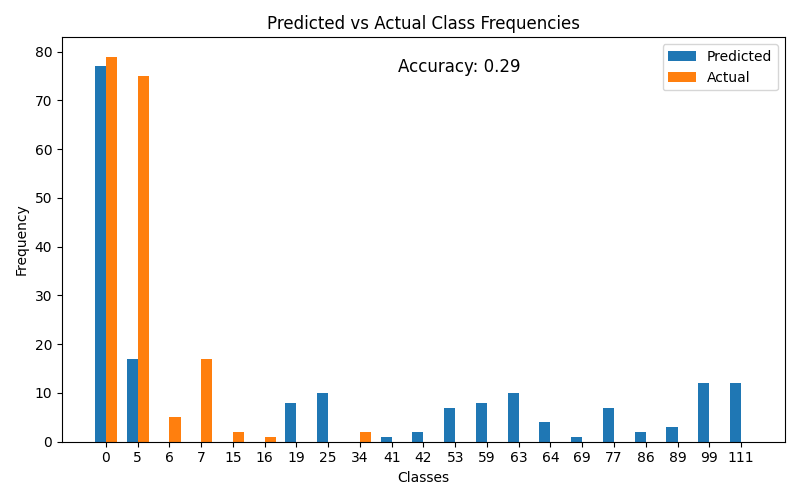 Predicted vs Actual Class Frequencies
Accuracy: 0.29
Predicted
Actual
Frequency
80
70
60
50
40
30
20
10
0
0 5 6 7 15 16 19 25 34 41 42 53 59 63 64 69 77 86 89 99 111
Classes